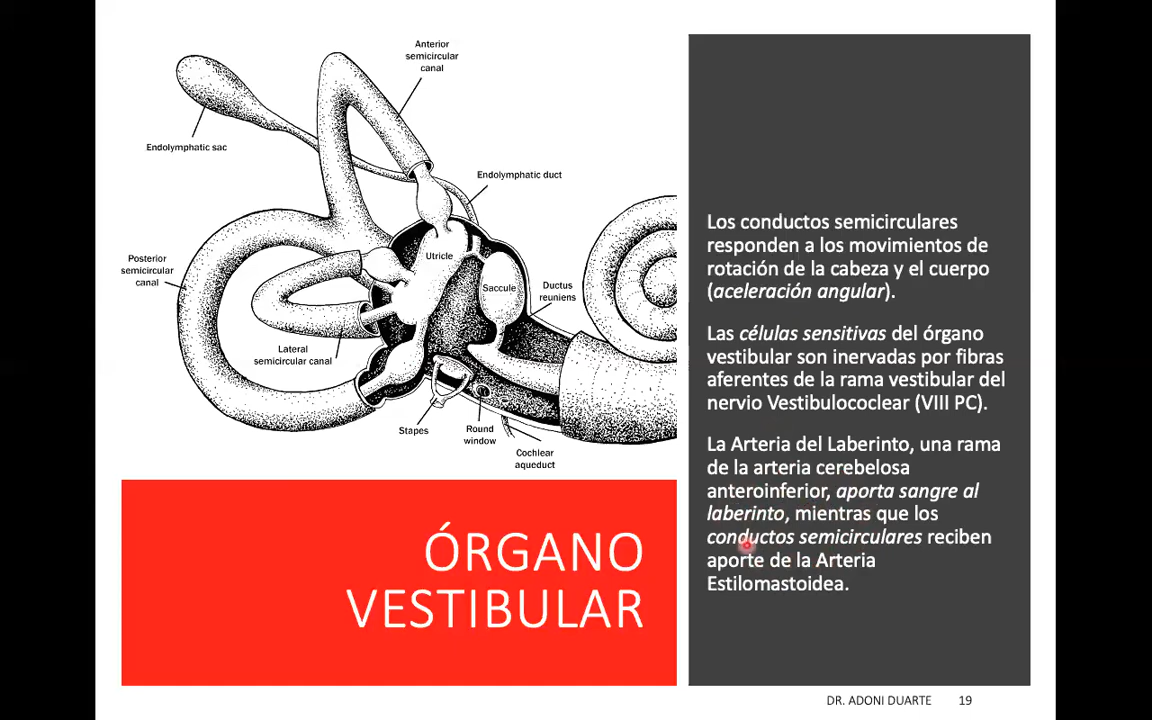 Anterior
semicircular
canal
Endolymphatic sac
Endolymphatic duct
Utricle
Posterior
semicircular
canal
Saccule
Ductus
reuniens
Lateral
semicircular canal
Stapes
Round
window
Cochlear
aqueduct
ÓRGANO
VESTIBULAR
Los conductos semicirculares
responden a los movimientos de
rotación de la cabeza y el cuerpo
(aceleración angular).
Las células sensitivas del órgano
vestibular son inervadas por fibras
aferentes de la rama vestibular del
nervio Vestibulococlear (VIII PC).
La Arteria del Laberinto, una rama
de la arteria cerebelosa
anteroinferior, aporta sangre al
laberinto, mientras que los
conductos semicirculares reciben
aporte de la Arteria
Estilomastoidea.
DR. ADONI DUARTE 19